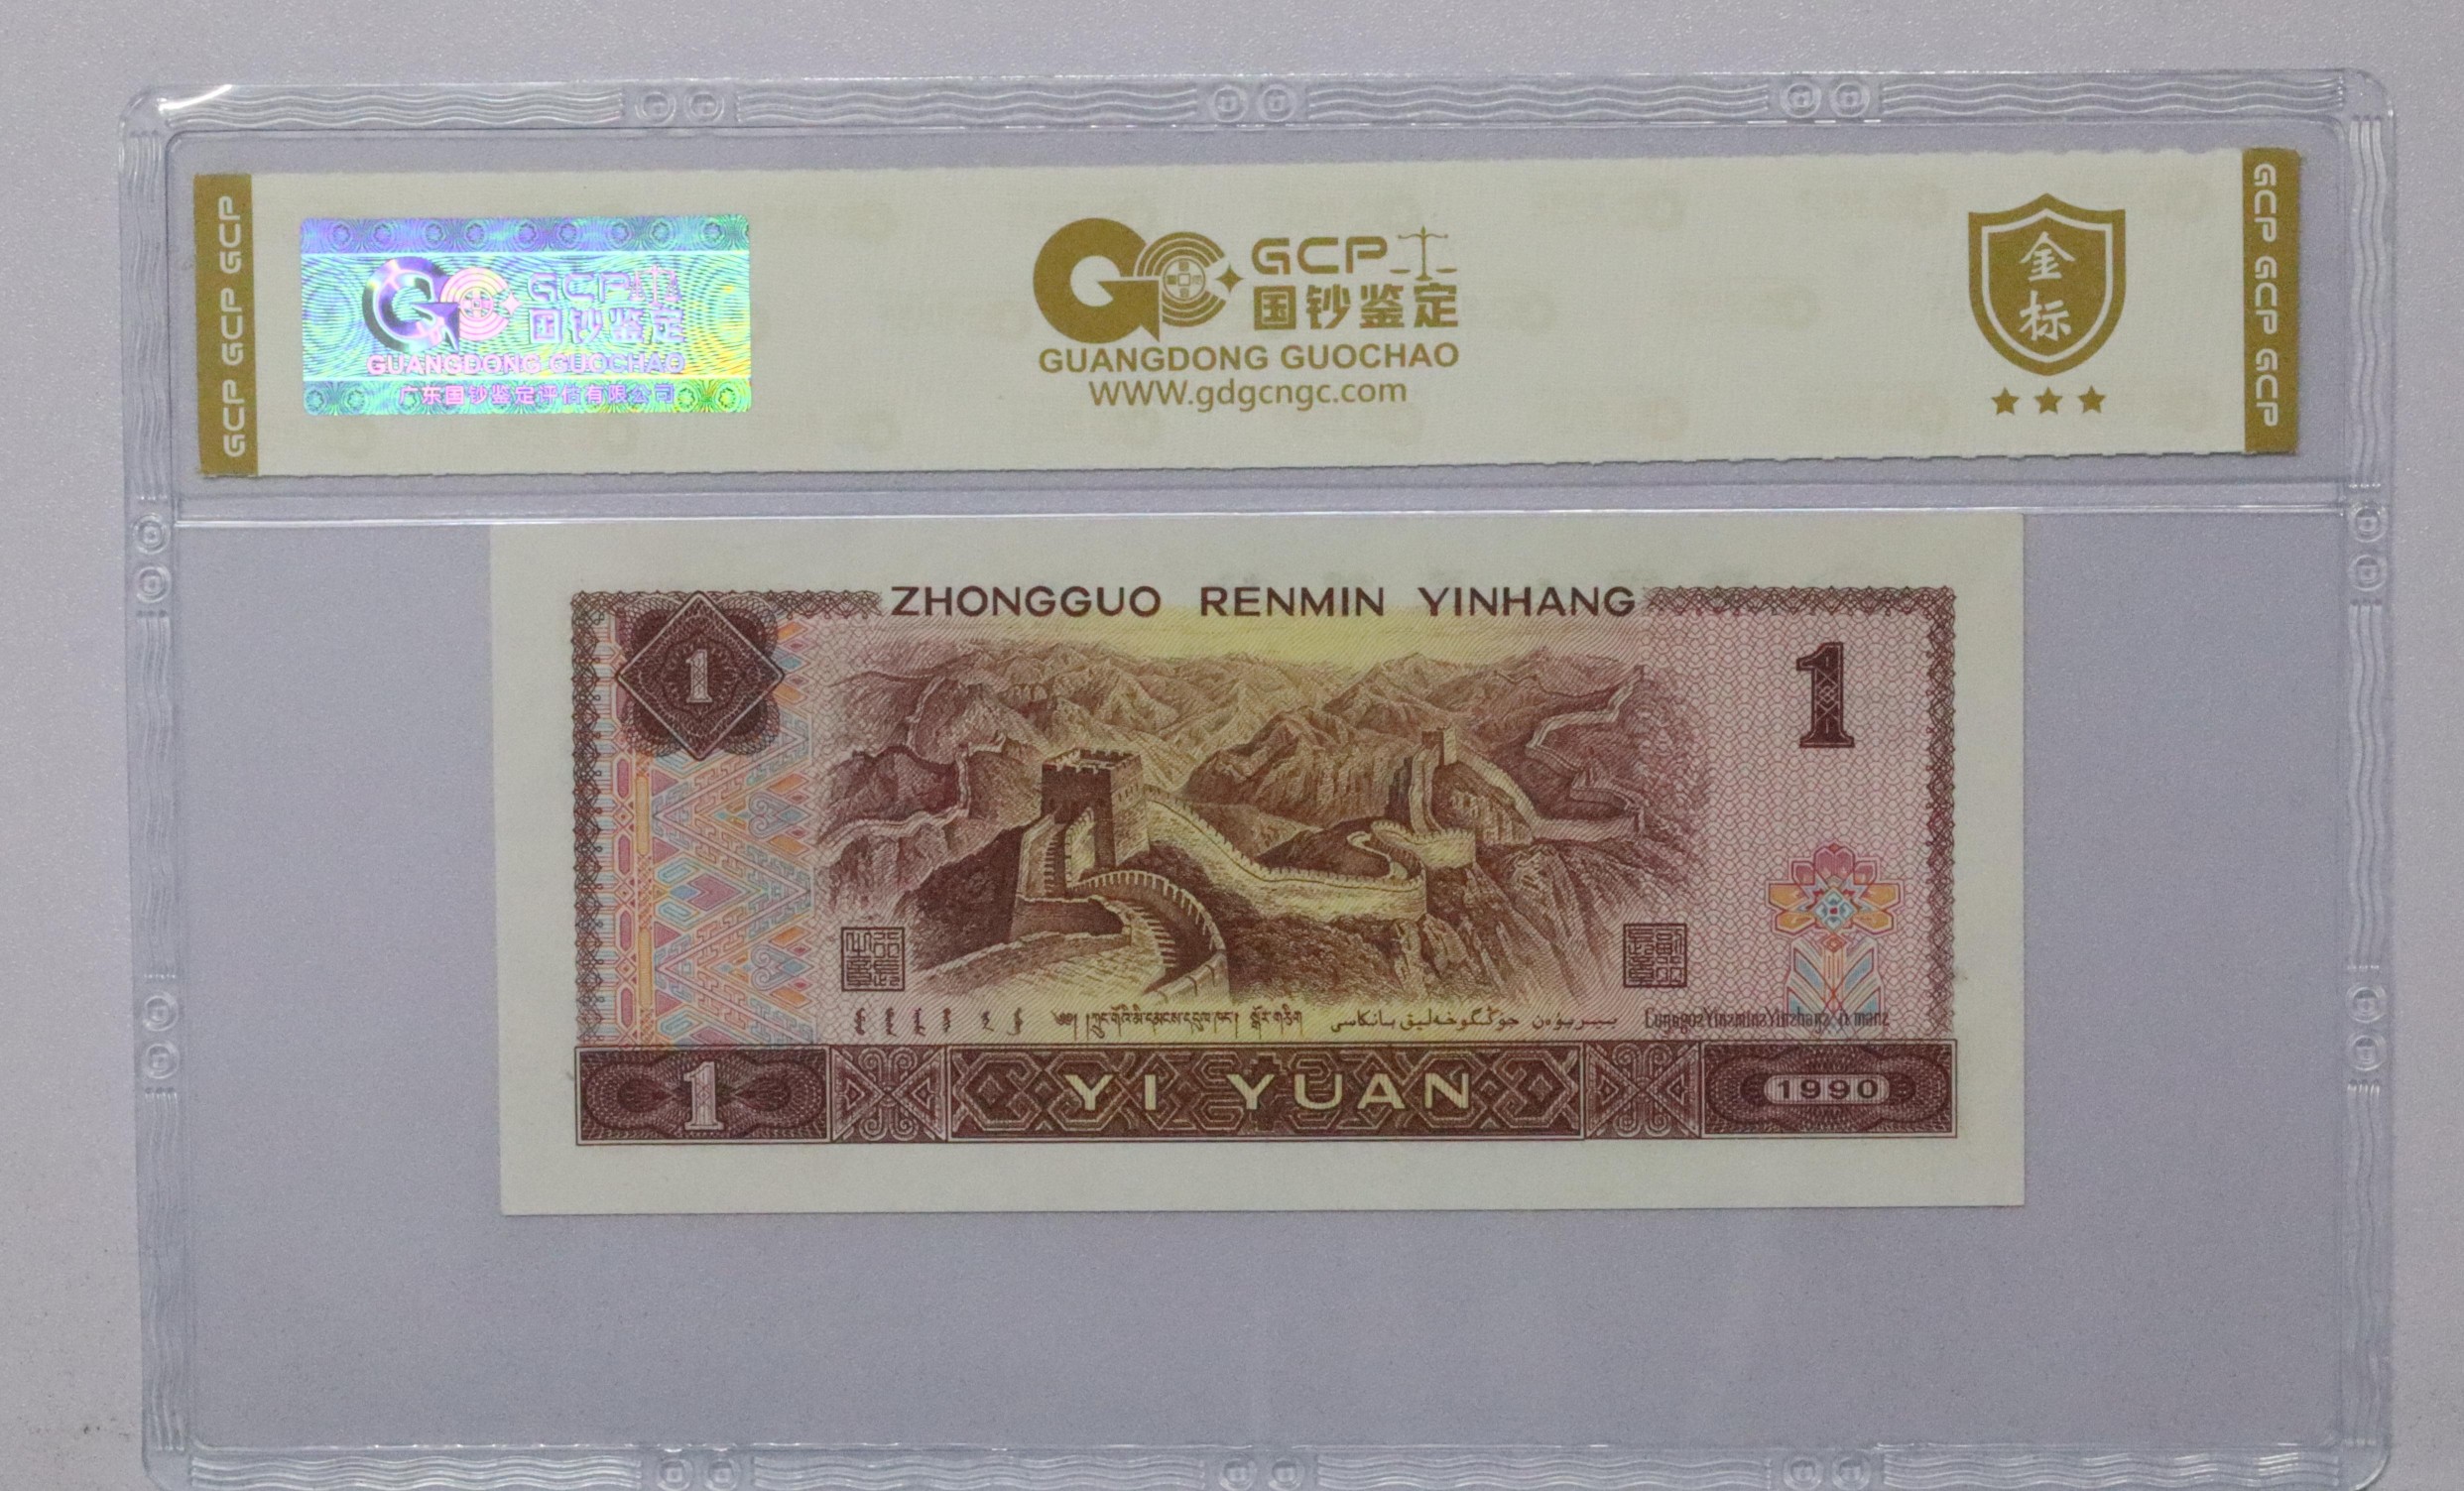 GCP GCP GCP
GCP
国钞鉴定
GUANGDONG GUOCHAO
广东国钞鉴定评估有限公司
GCP
国钞鉴定
GUANGDONG GUOCHAO
WWW.gdgcngc.com
金
标
GCP GCP GCP
ZHONGGUO RENMIN YINHANG
1
1
1
YI YUAN
1990